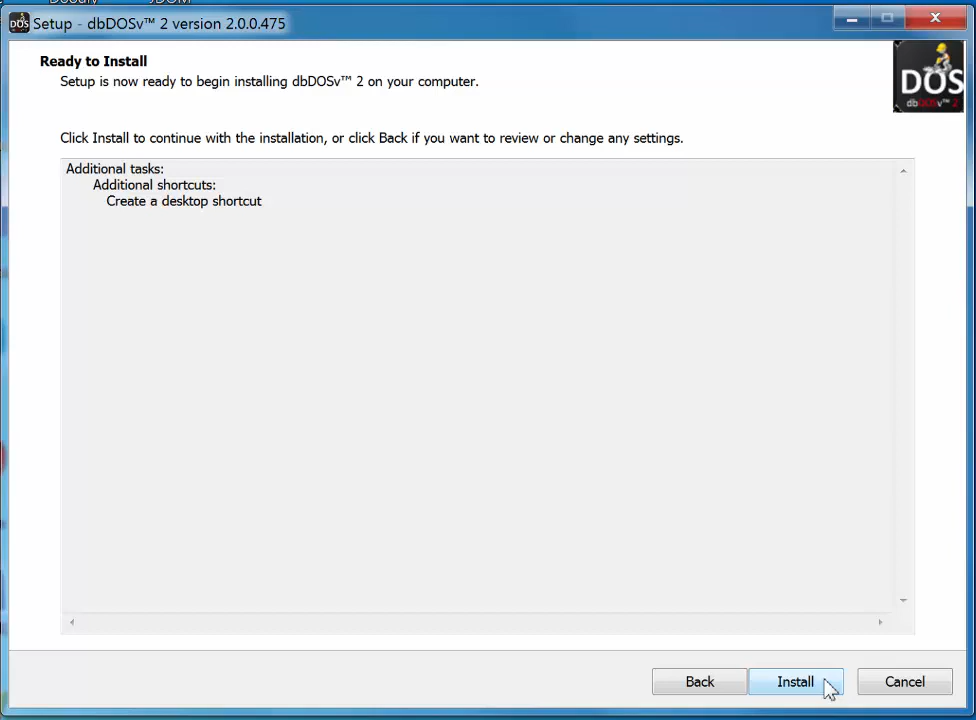 Setup - dbDOSv™ 2 version 2.0.0.475
Ready to Install
Setup is now ready to begin installing dbDOSv™ 2 on your computer.
DOS
dbDOSv™ 2
Click Install to continue with the installation, or click Back if you want to review or change any settings.
Additional tasks:
Additional shortcuts:
Create a desktop shortcut
Back
Install
Cancel